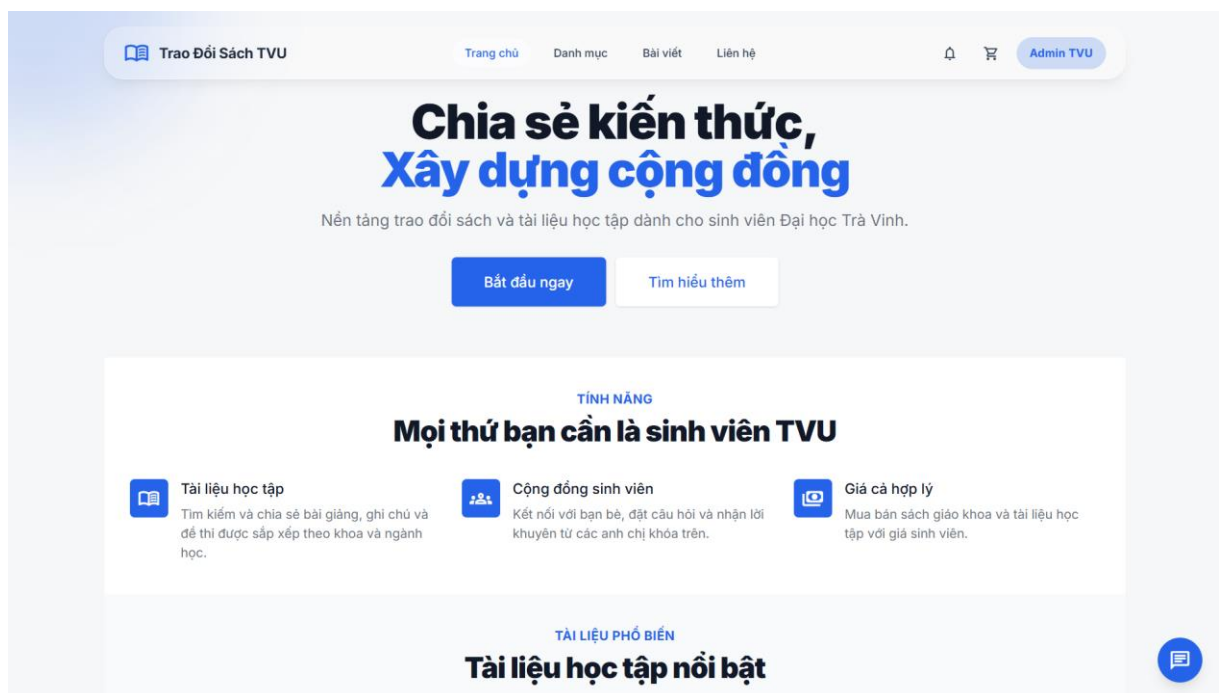 Trao Đổi Sách TVU
Trang chủ
Danh mục
Bài viết
Liên hệ
Admin TVU
Chia sẻ kiến thức,
Xây dựng cộng đồng
Nền tảng trao đổi sách và tài liệu học tập dành cho sinh viên Đại học Trà Vinh.
Bắt đầu ngay
Tìm hiểu thêm
TÍNH NĂNG
Mọi thứ bạn cần là sinh viên TVU
Tài liệu học tập
Tìm kiếm và chia sẻ bài giảng, ghi chú và
đề thi được sắp xếp theo khoa và ngành
học.
Cộng đồng sinh viên
Kết nối với bạn bè, đặt câu hỏi và nhận lời
khuyên từ các anh chị khóa trên.
Giá cả hợp lý
Mua bán sách giáo khoa và tài liệu học
tập với giá sinh viên.
TÀI LIỆU PHỔ BIẾN
Tài liệu học tập nổi bật